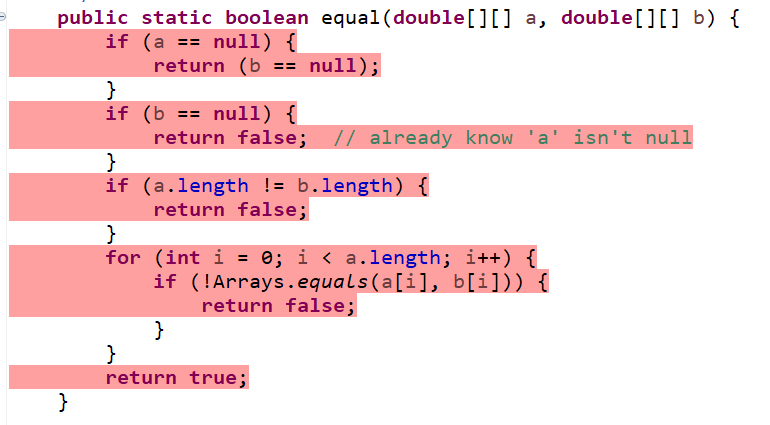 public static boolean equal(double[][] a, double[][] b) {
if (a == null) {
return (b == null);
}
if (b == null) {
return false;  // already know 'a' isn't null
}
if (a.length != b.length) {
return false;
}
for (int i = 0; i < a.length; i++) {
if (!Arrays.equals(a[i], b[i])) {
return false;
}
}
return true;
}